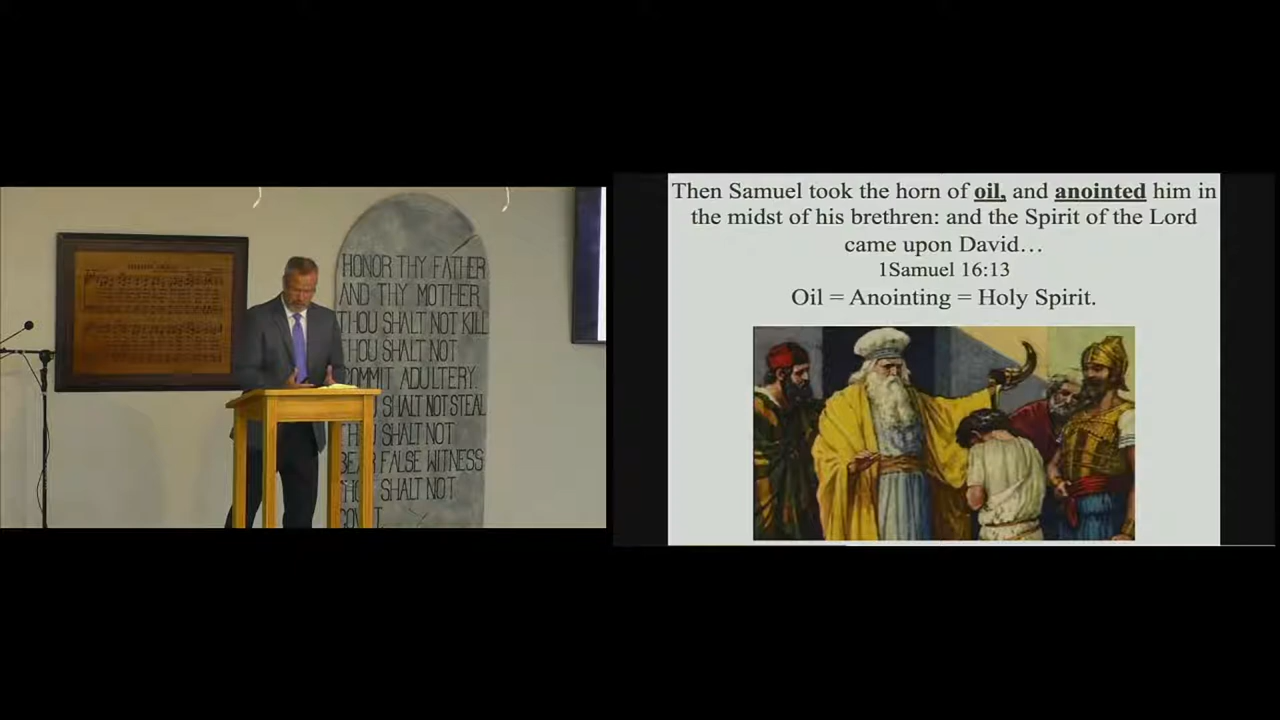 HONOR THY FATHER
AND THY MOTHER
THOU SHALT NOT KILL
THOU SHALT NOT
COMMIT ADULTERY.
SHALT NOT STEAL
SHALT NOT
BEAR FALSE WITNESS
THOU SHALT NOT
COVET.
Then Samuel took the horn of oil, and anointed him in
the midst of his brethren: and the Spirit of the Lord
came upon David…
1Samuel 16:13
Oil = Anointing = Holy Spirit.